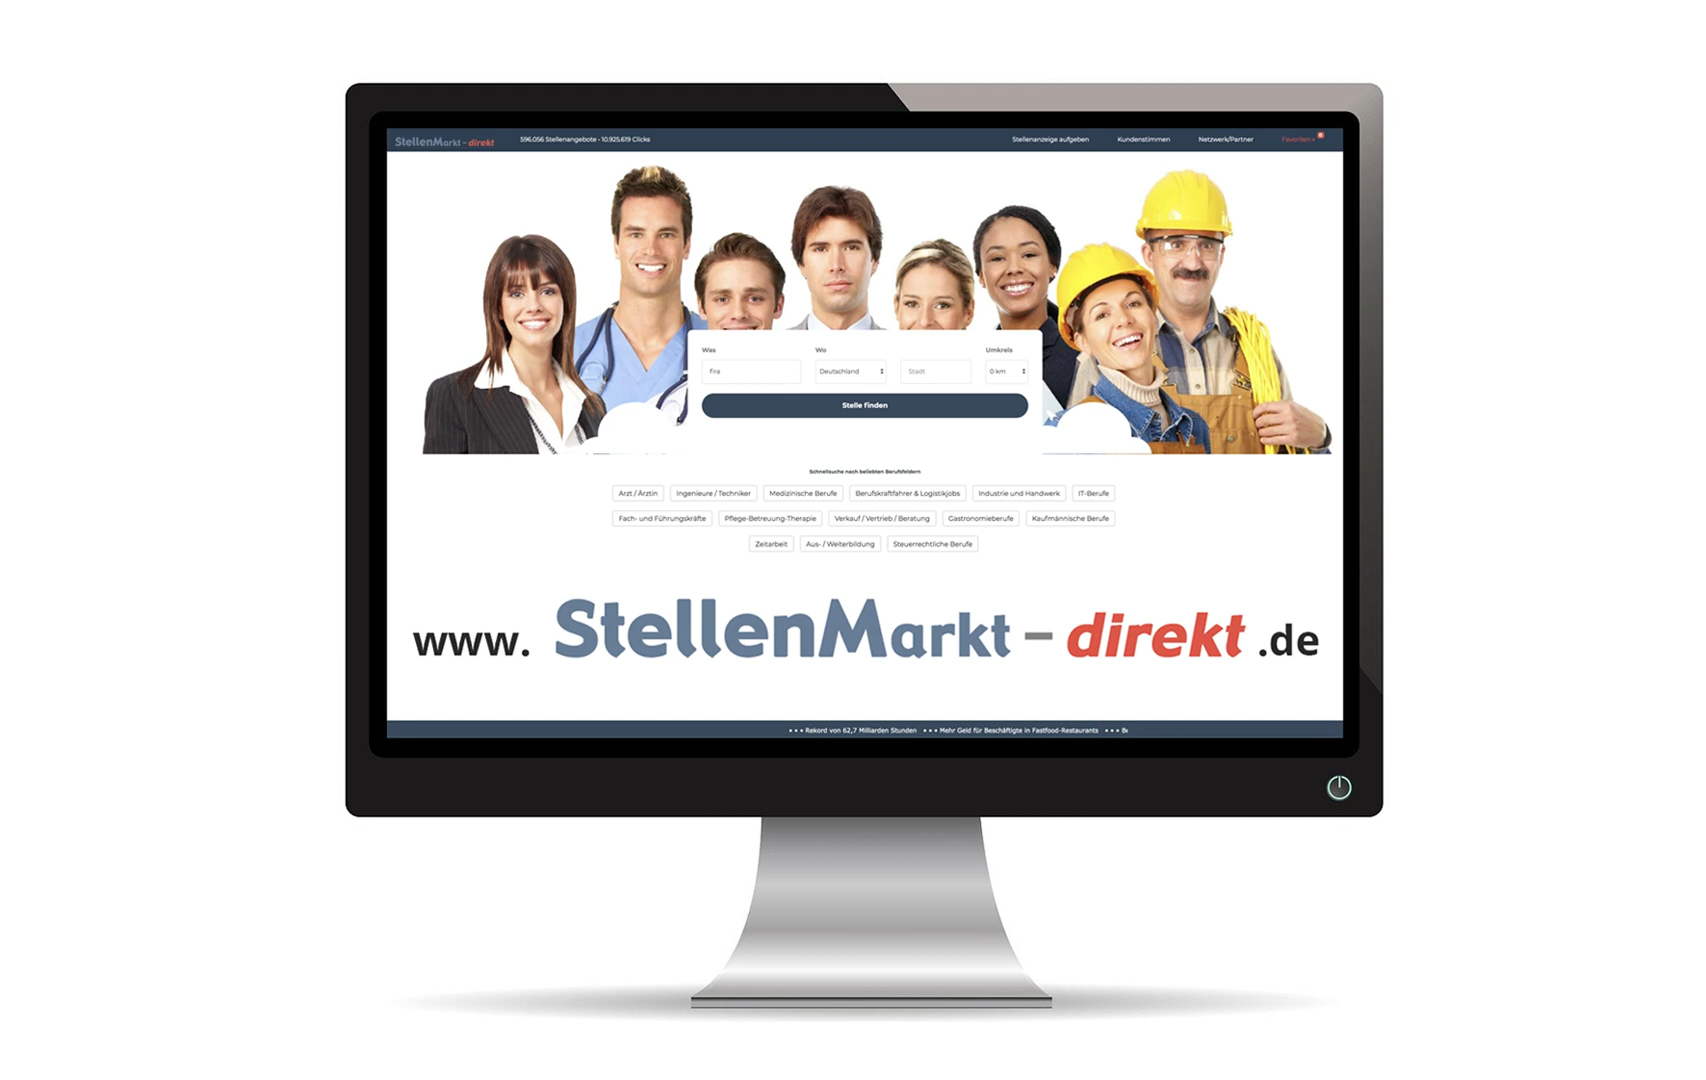 StellenMarkt - direkt 596.056 Stellenangebote • 10.925.619 Clicks Stellenanzeige aufgeben Kundenstimmen Netzwerk/Partner Favoriten
Was Wo Umkreis
fira Deutschland Stadt 0 km
Stelle finden
Schnellsuche nach beliebten Berufsfeldern
Arzt / Ärztin Ingenieure / Techniker Medizinische Berufe Berufskraftfahrer & Logistikjobs Industrie und Handwerk IT-Berufe
Fach- und Führungskräfte Pflege-Betreuung-Therapie Verkauf / Vertrieb / Beratung Gastronomieberufe Kaufmännische Berufe
Zeitarbeit Aus- / Weiterbildung Steuerrechtliche Berufe
www. StellenMarkt - direkt .de
• • • Rekord von 62,7 Milliarden Stunden • • • Mehr Geld für Beschäftigte in Fastfood-Restaurants • • •